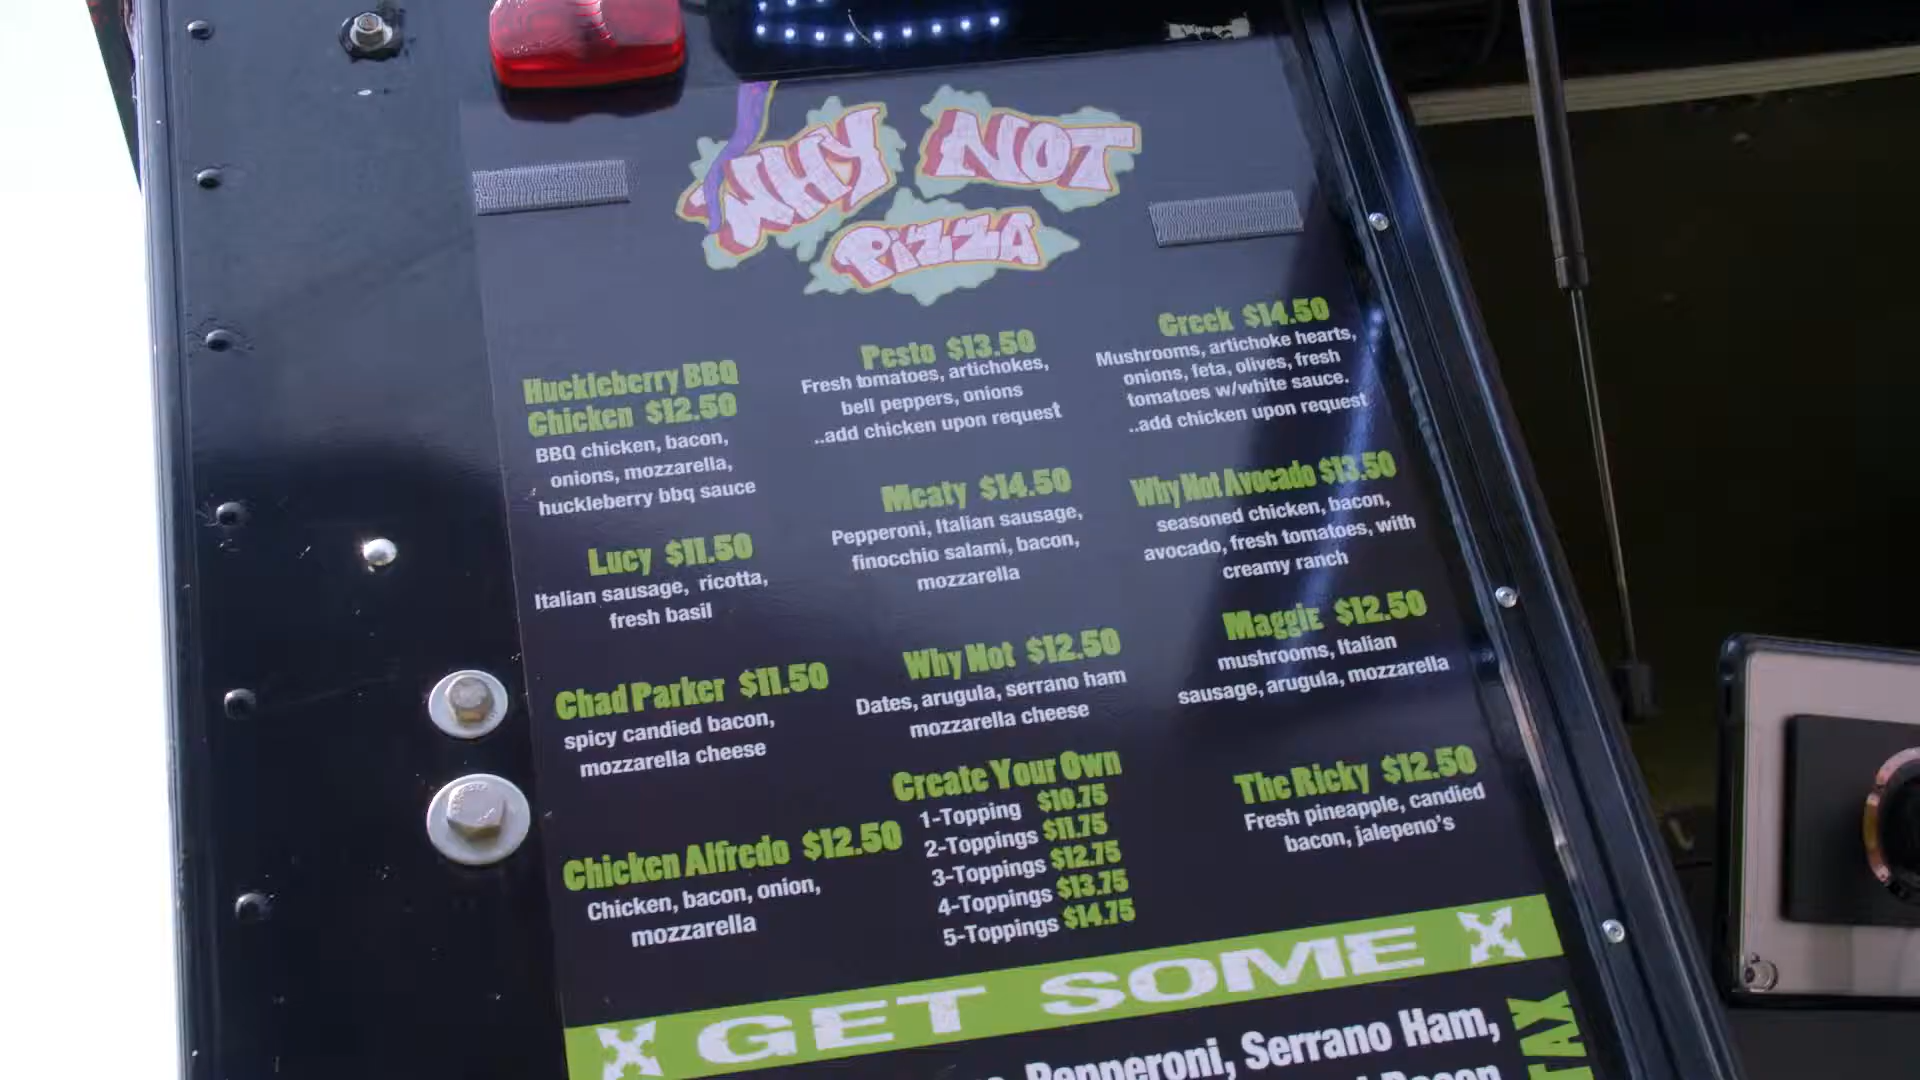 WHY NOT
PIZZA
Huckleberry BBQ
Chicken $12.50
BBQ chicken, bacon,
onions, mozzarella,
huckleberry bbq sauce
Lucy $11.50
Italian sausage, ricotta,
fresh basil
Chad Parker $11.50
spicy candied bacon,
mozzarella cheese
Chicken Alfredo $12.50
Chicken, bacon, onion,
mozzarella
Pesto $13.50
Fresh tomatoes, artichokes,
bell peppers, onions
..add chicken upon request
Meaty $14.50
Pepperoni, Italian sausage,
finocchio salami, bacon,
mozzarella
Why Not $12.50
Dates, arugula, serrano ham
mozzarella cheese
Create Your Own
1-Topping $10.75
2-Toppings $11.75
3-Toppings $12.75
4-Toppings $13.75
5-Toppings $14.75
Greek $14.50
Mushrooms, artichoke hearts,
onions, feta, olives, fresh
tomatoes w/white sauce.
..add chicken upon request
Why Not Avocado $13.50
seasoned chicken, bacon,
avocado, fresh tomatoes, with
creamy ranch
MaggiE $12.50
mushrooms, Italian
sausage, arugula, mozzarella
The Ricky $12.50
Fresh pineapple, candied
bacon, jalepeno's
GET SOME
Pepperoni, Serrano Ham,
Bacon
TAX